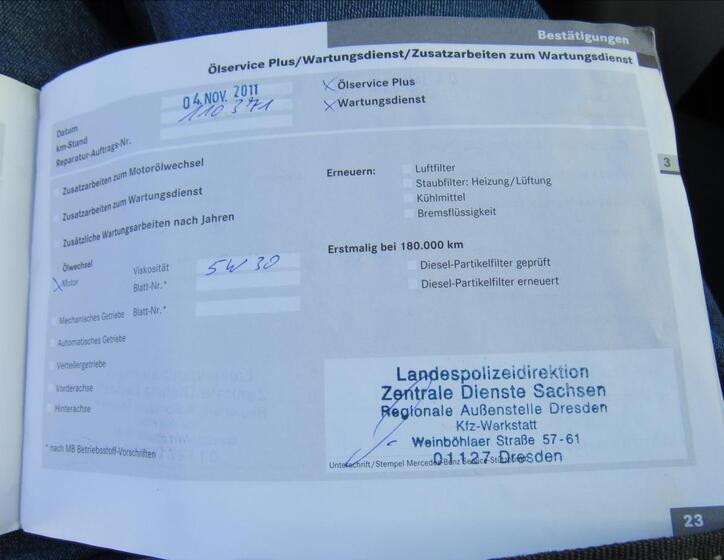 Bestätigungen
Ölservice Plus/Wartungsdienst/Zusatzarbeiten zum Wartungsdienst
Datum 04. NOV. 2011
km-Stand 110 371
Reparatur-Auftrags-Nr.
X Ölservice Plus
X Wartungsdienst
3
Zusatzarbeiten zum Motorölwechsel
Zusatzarbeiten zum Wartungsdienst
Zusätzliche Wartungsarbeiten nach Jahren
Erneuern:
Luftfilter
Staubfilter: Heizung/Lüftung
Kühlmittel
Bremsflüssigkeit
Ölwechsel
X Motor Viskosität 5W 30
Blatt-Nr.*
Mechanisches Getriebe Blatt-Nr.*
Automatisches Getriebe
Verteilergetriebe
Vorderachse
Hinterachse
* nach MB Betriebsstoff-Vorschriften
Erstmalig bei 180.000 km
Diesel-Partikelfilter geprüft
Diesel-Partikelfilter erneuert
Landespolizeidirektion
Zentrale Dienste Sachsen
Regionale Außenstelle Dresden
Kfz-Werkstatt
Weinböhlaer Straße 57-61
01127 Dresden
Unterschrift/Stempel Mercedes-Benz
23